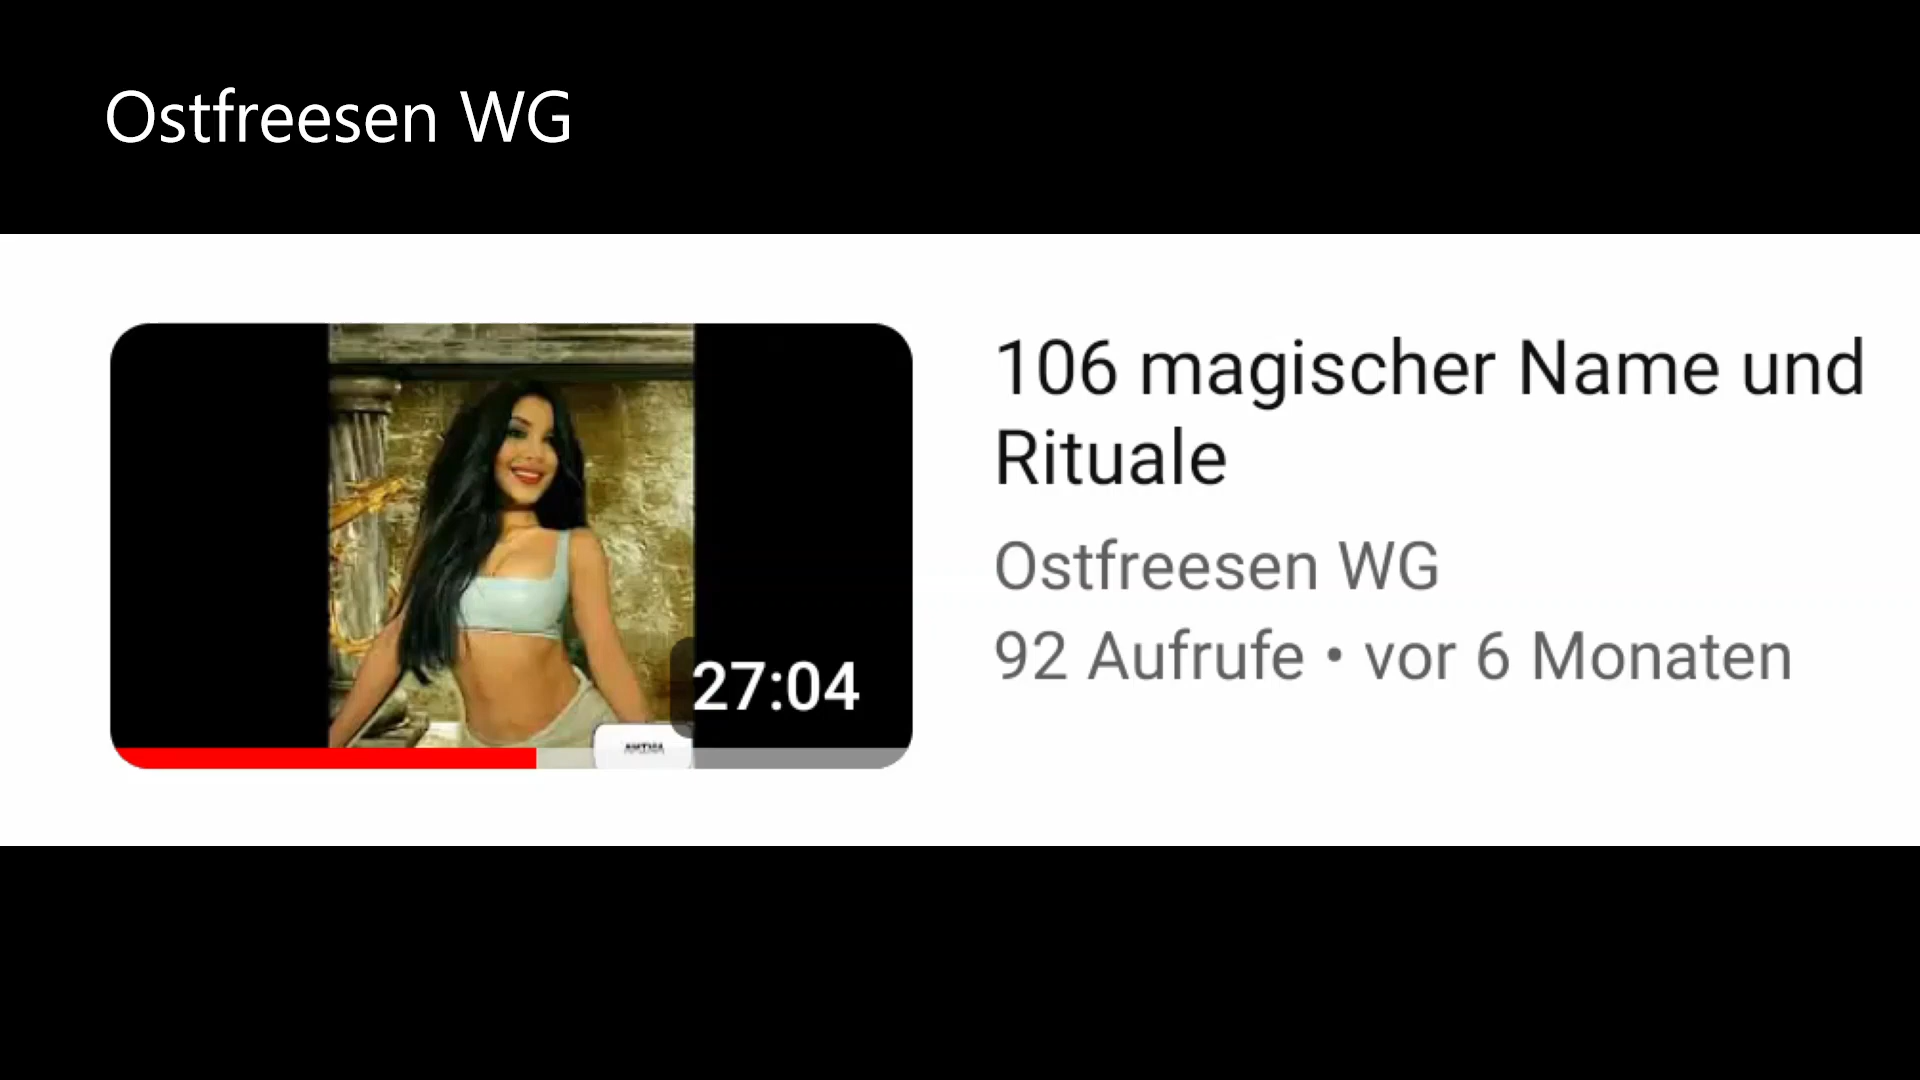 Ostfreesen WG
106 magischer Name und
Rituale
Ostfreesen WG
92 Aufrufe • vor 6 Monaten
27:04